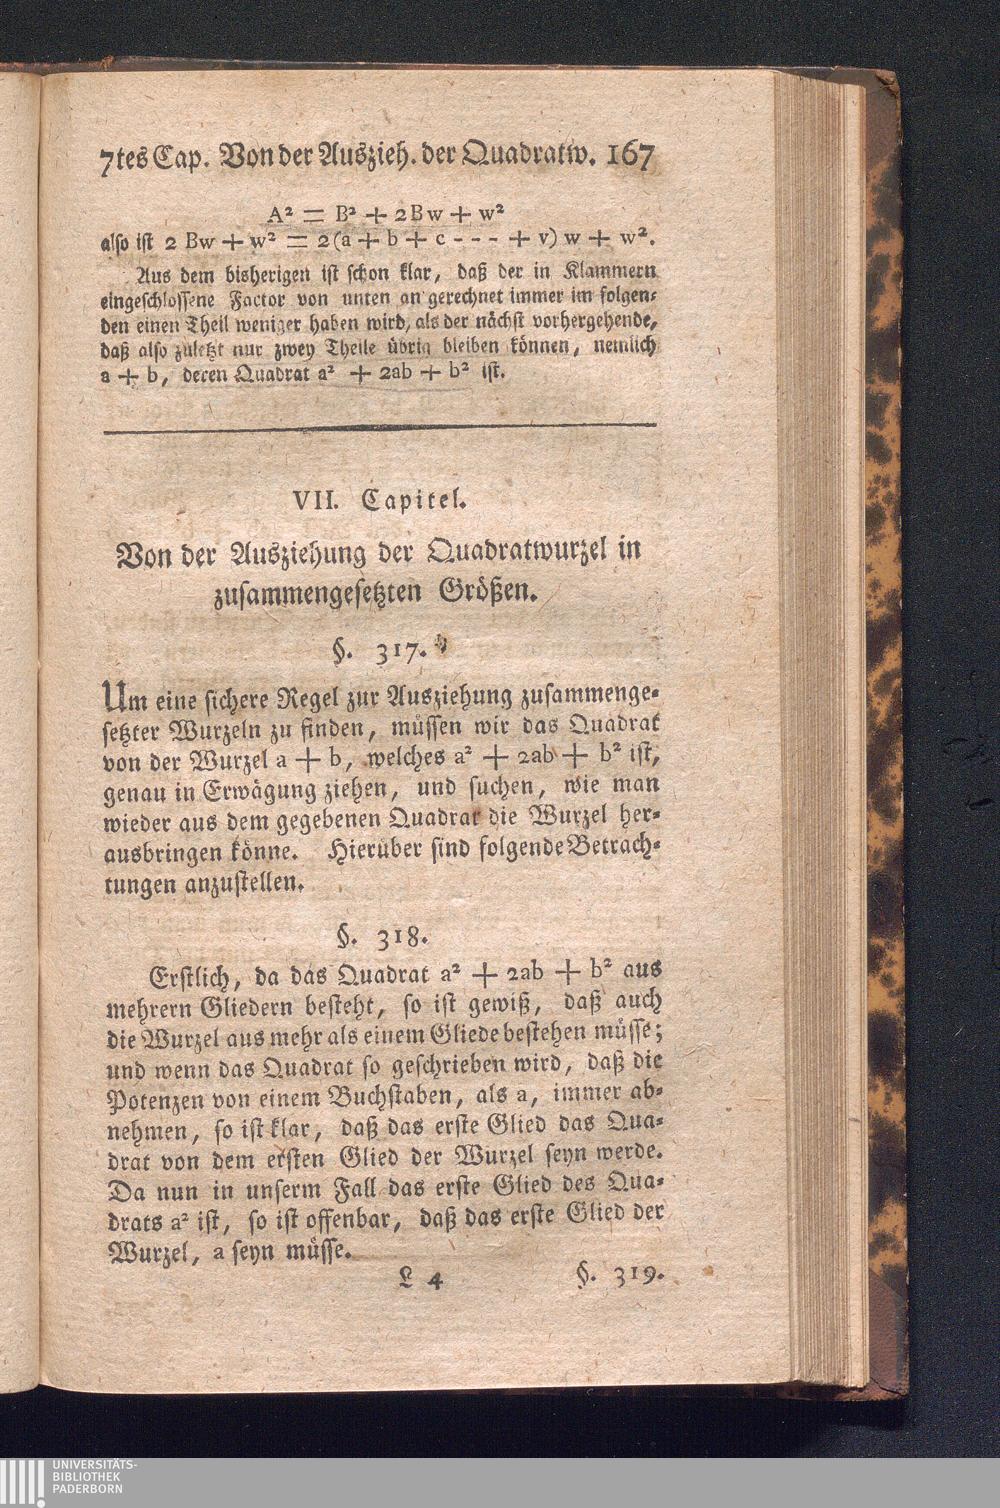 7tes Cap. Von der Auszieh. der Quadratw. 167
A² = B² + 2Bw + w²
also ist 2 Bw + w² = 2(a + b + c - - - + v) w + w².
Aus dem bisherigen ist schon klar, daß der in Klammern
eingeschlossene Factor von unten an gerechnet immer im folgen-
den einen Theil weniger haben wird, als der nächst vorhergehende,
daß also zuletzt nur zwey Theile übrig bleiben können, nemlich
a + b, deren Quadrat a² + 2ab + b² ist.
VII. Capitel.
Von der Ausziehung der Quadratwurzel in
zusammengesetzten Größen.
§. 317.
Um eine sichere Regel zur Ausziehung zusammenge-
setzter Wurzeln zu finden, müssen wir das Quadrat
von der Wurzel a + b, welches a² + 2ab + b² ist,
genau in Erwägung ziehen, und suchen, wie man
wieder aus dem gegebenen Quadrat die Wurzel her-
ausbringen könne. Hierüber sind folgende Betrach-
tungen anzustellen.
§. 318.
Erstlich, da das Quadrat a² + 2ab + b² aus
mehrern Gliedern besteht, so ist gewiß, daß auch
die Wurzel aus mehr als einem Gliede bestehen müsse;
und wenn das Quadrat so geschrieben wird, daß die
Potenzen von einem Buchstaben, als a, immer ab-
nehmen, so ist klar, daß das erste Glied das Qua-
drat von dem ersten Glied der Wurzel seyn werde.
Da nun in unserm Fall das erste Glied des Qua-
drats a² ist, so ist offenbar, daß das erste Glied der
Wurzel, a seyn müsse.
L 4 §. 319.
UNIVERSITÄTS-
BIBLIOTHEK
PADERBORN